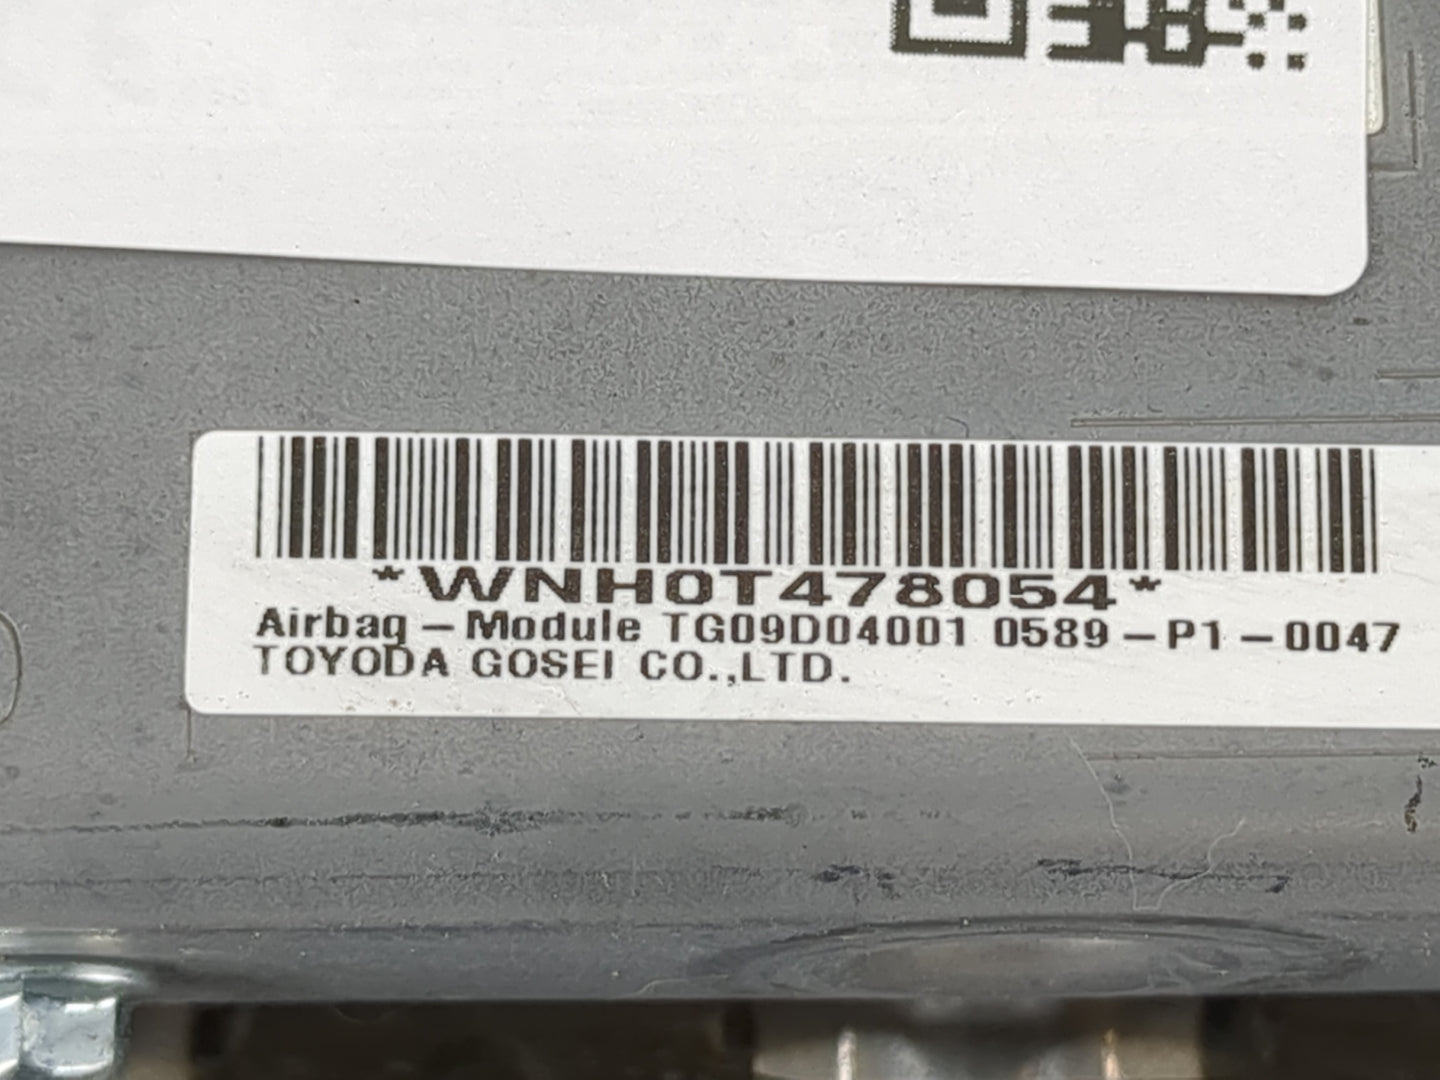 *WNH0T478054*
Airbag-Module TG09D04001 0589-P1-0047
TOYODA GOSEI CO.,LTD.